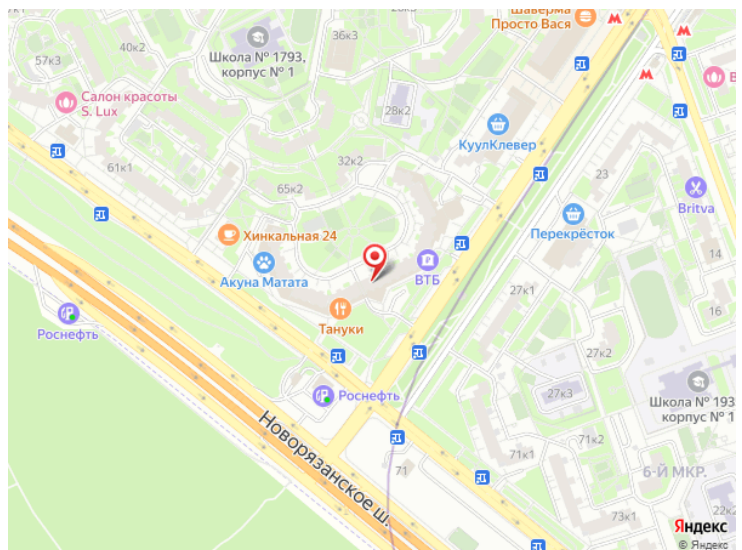 Шаверма
Просто Вася
28к2
36к3
40к2
57к3
Школа № 1793,
корпус № 1
Салон красоты
S. Lux
28к2
КуулКлевер
32к2
61к1
65к2
23
Britva
Хинкальная 24
Перекрёсток
Акуна Матата
ВТБ
14
27к1
16
Роснефть
Тануки
27к2
Школа № 193
корпус № 1
27к3
Роснефть
Новорязанское ш.
71к2
71к1
71
6-Й МКР.
73к1
22к2
Яндекс
© Яндекс